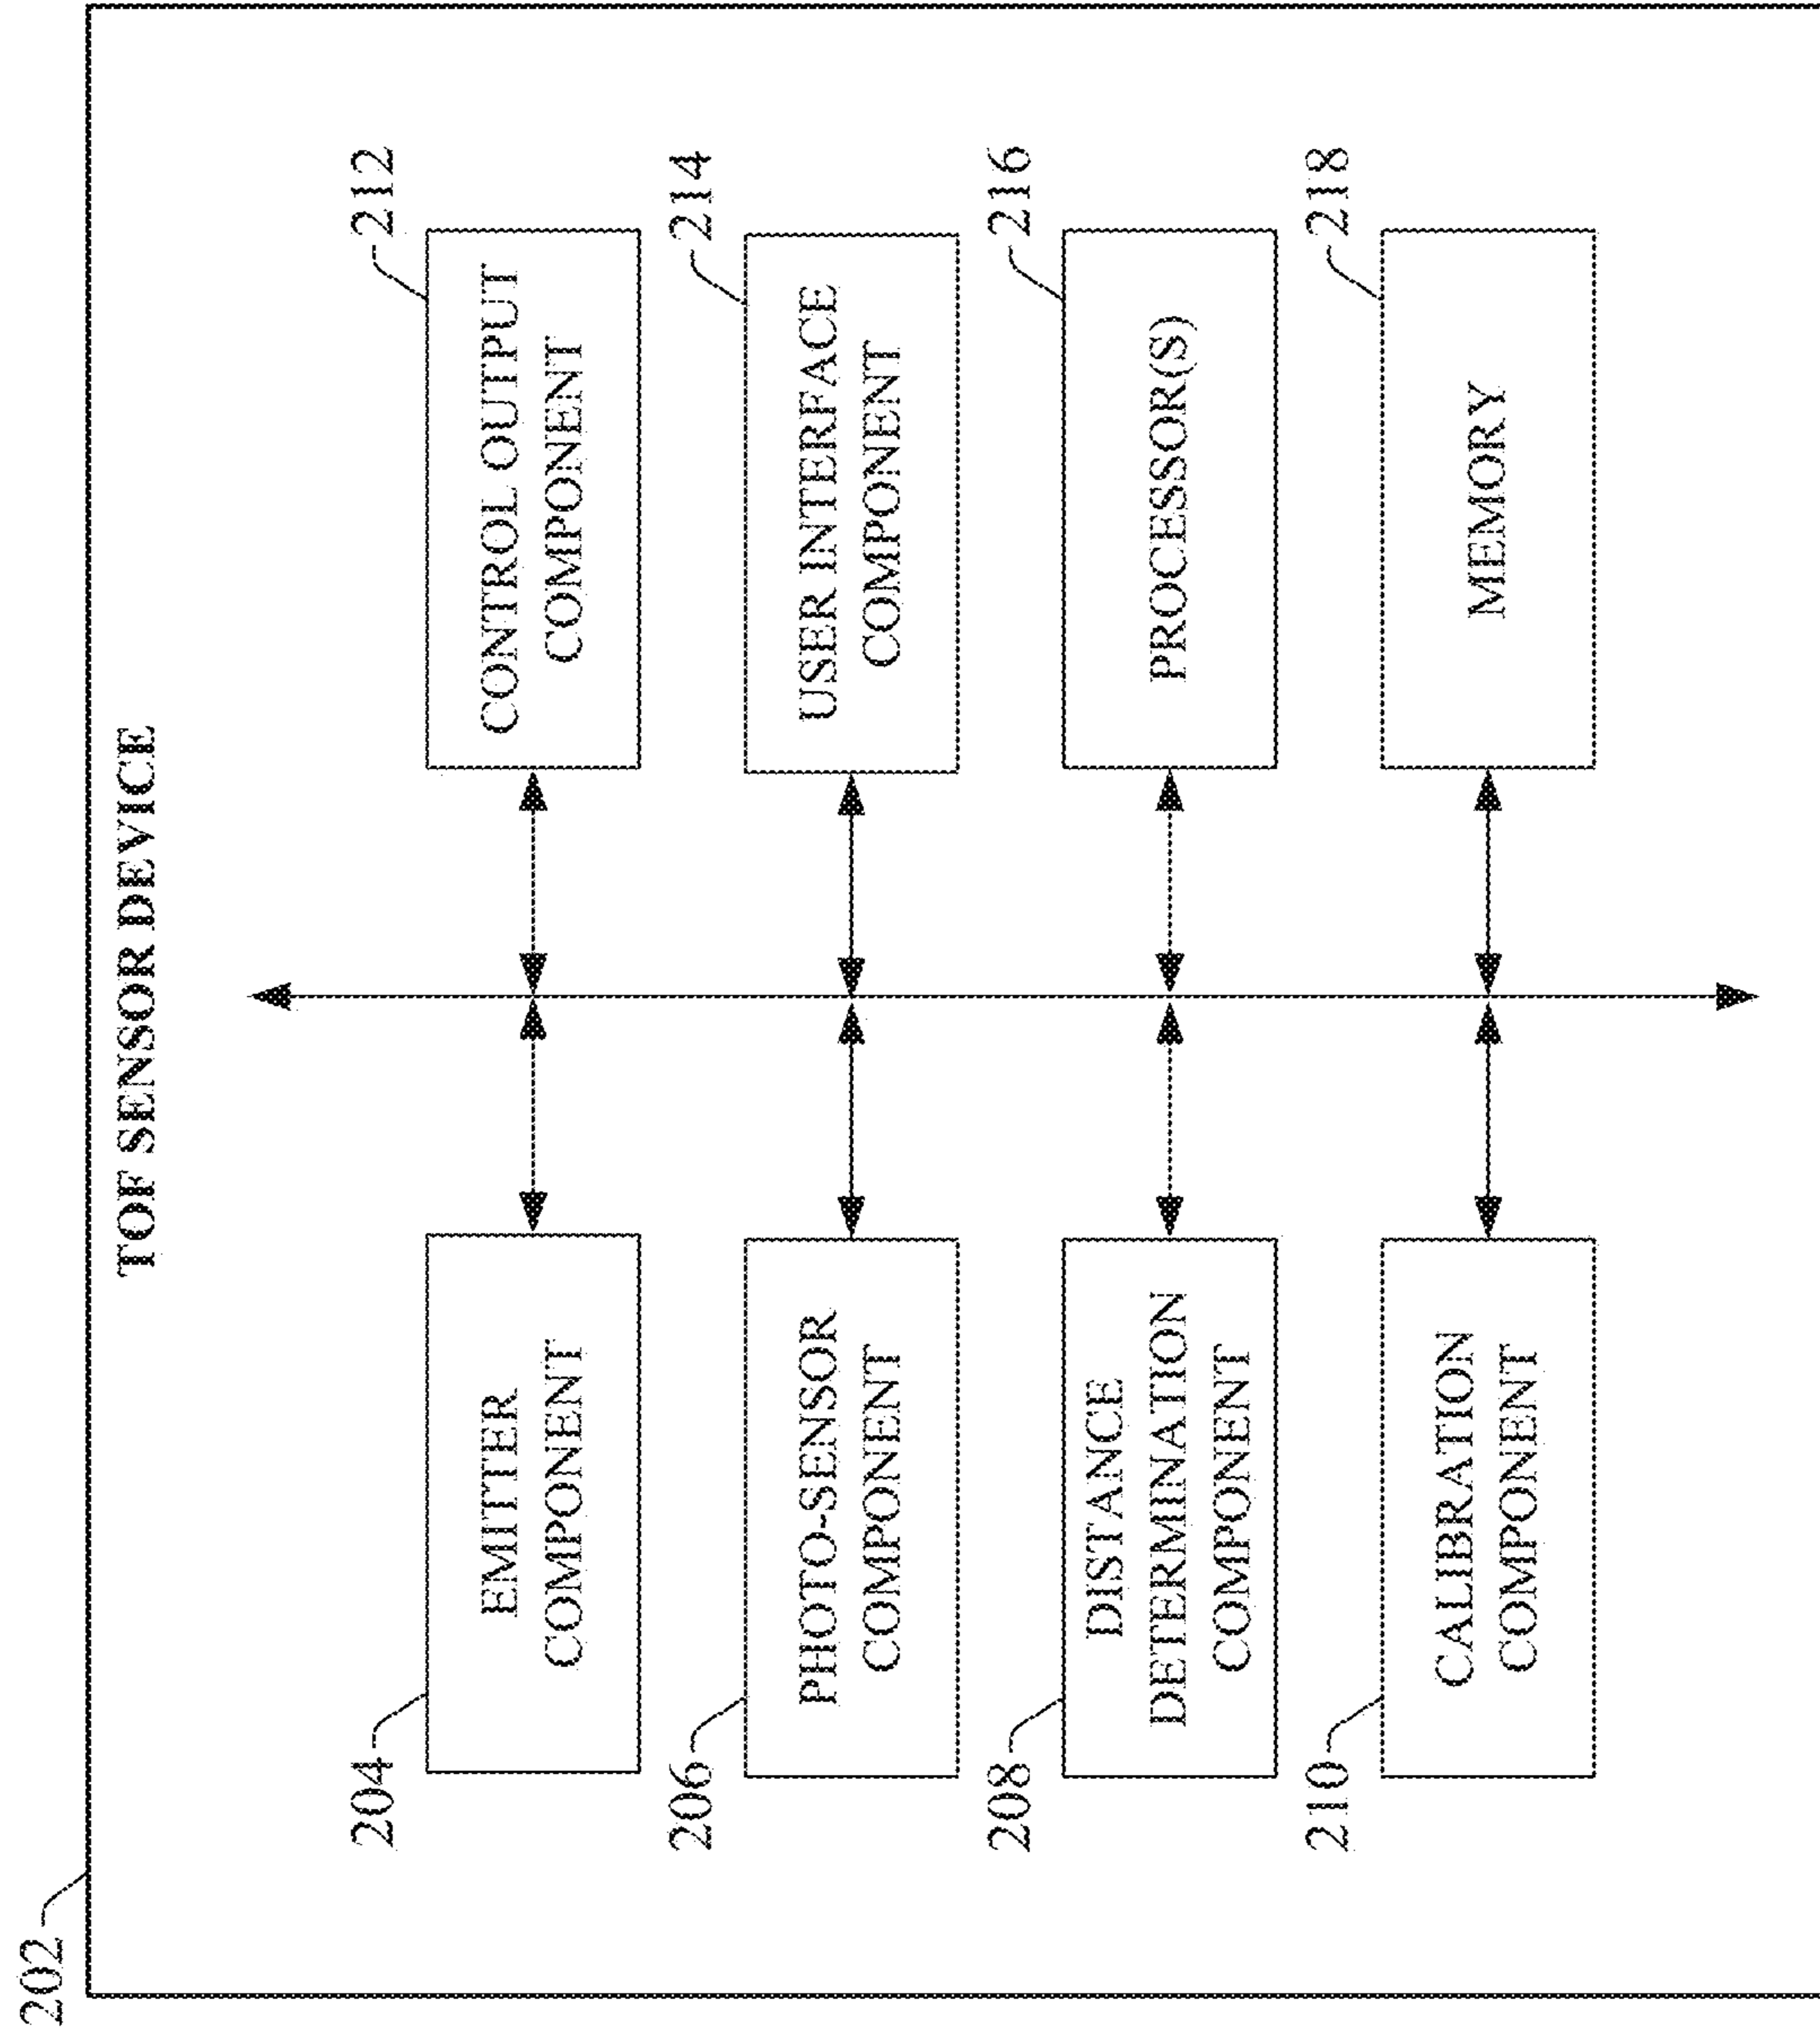 202
TOF SENSOR DEVICE
204
EMITTER
COMPONENT
206
PHOTO-SENSOR
COMPONENT
208
DISTANCE
DETERMINATION
COMPONENT
210
CALIBRATION
COMPONENT
212
CONTROL OUTPUT
COMPONENT
214
USER INTERFACE
COMPONENT
216
PROCESSOR(S)
218
MEMORY